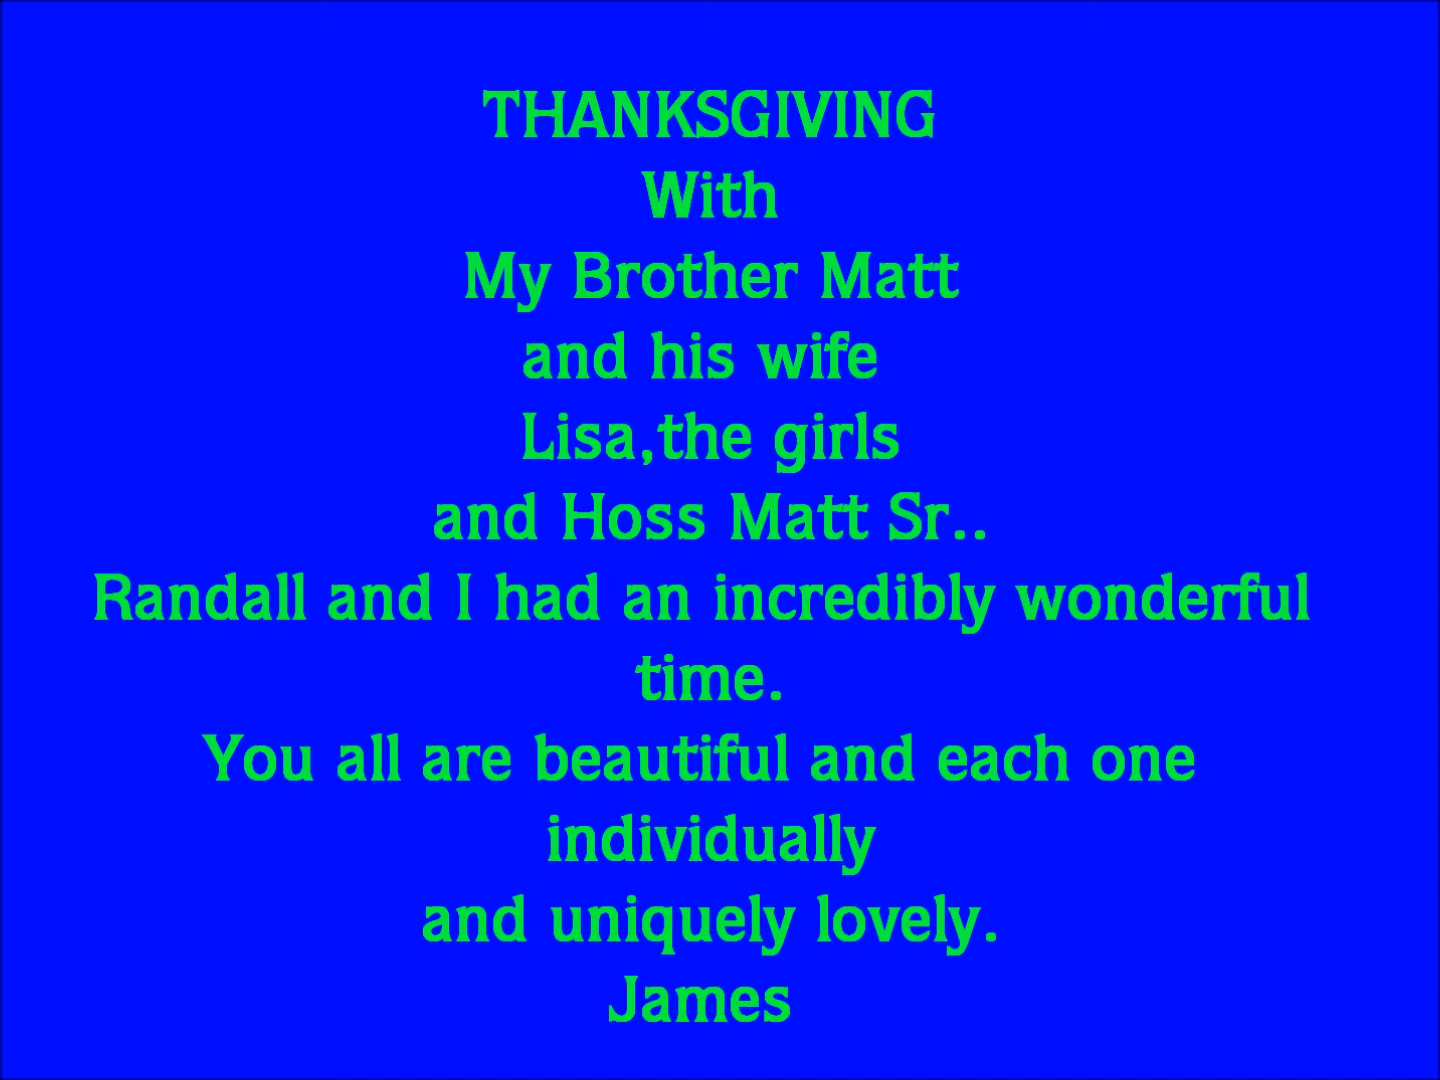 THANKSGIVING
With
My Brother Matt
and his wife
Lisa,the girls
and Hoss Matt Sr..
Randall and I had an incredibly wonderful
time.
You all are beautiful and each one
individually
and uniquely lovely.
James